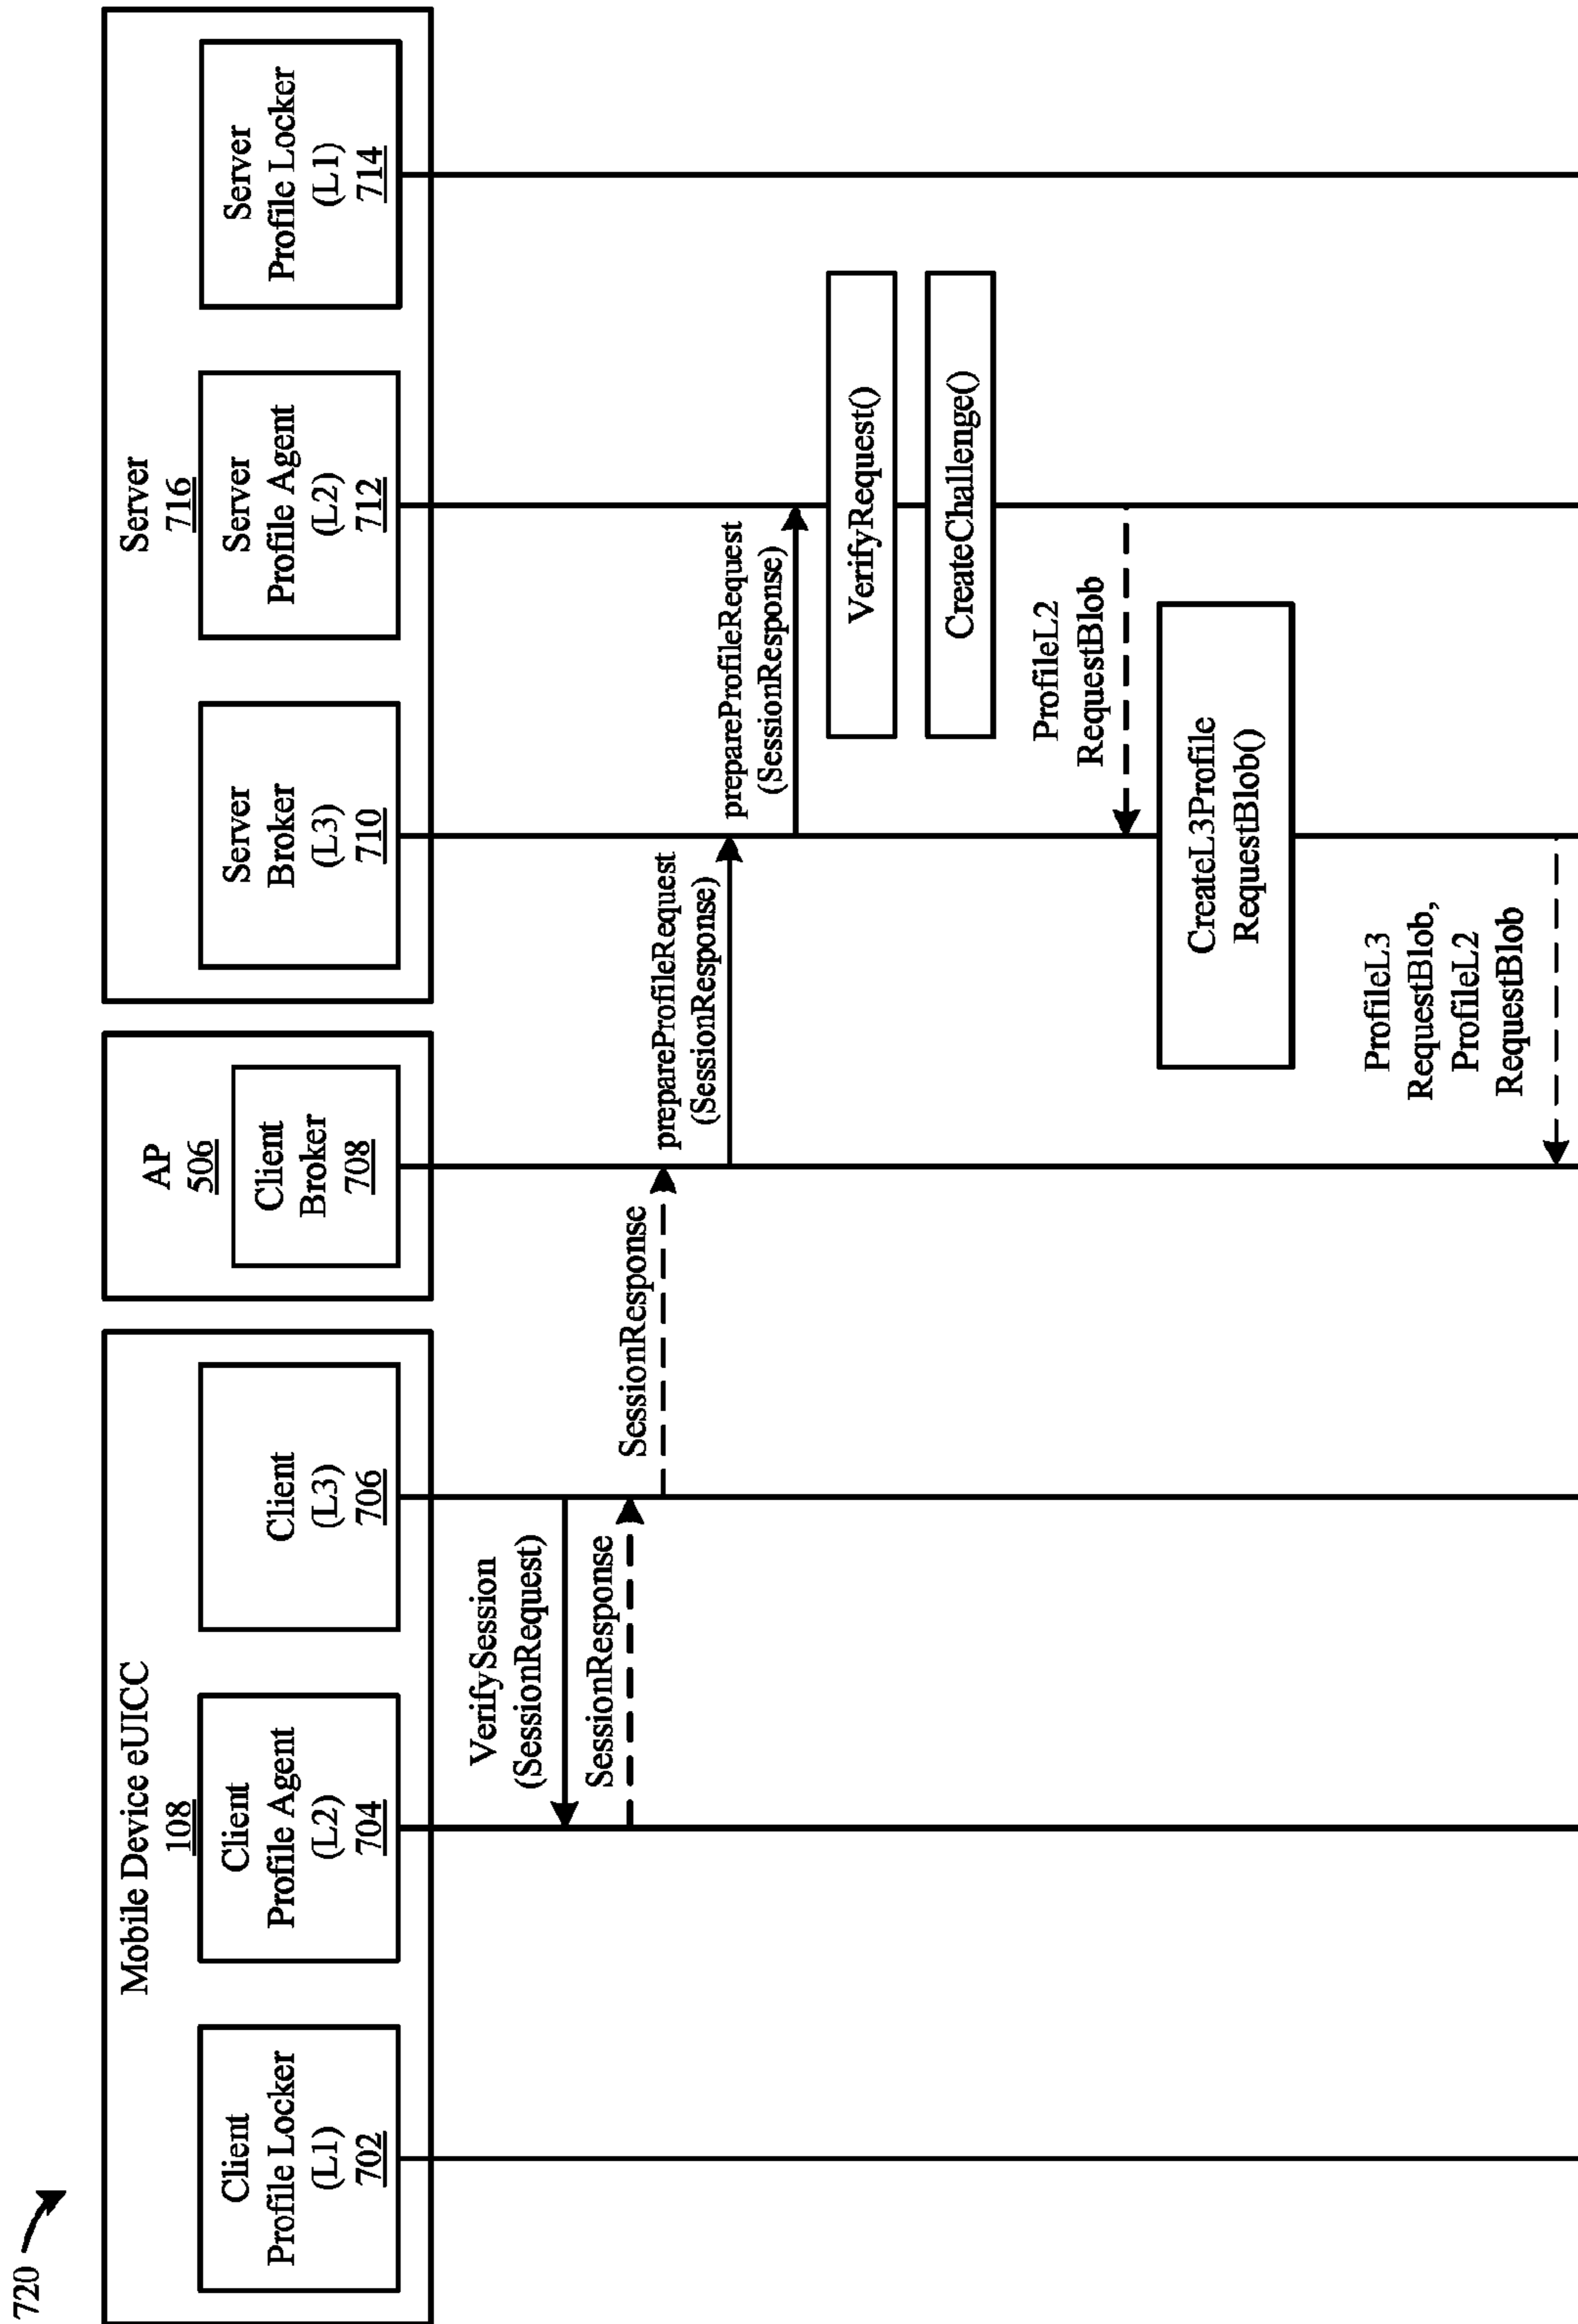 720
Mobile Device eUICC
108
Client
Profile Locker
(L1)
702
Client
Profile Agent
(L2)
704
Client
(L3)
706
AP
506
Client
Broker
708
Server
716
Server
Broker
(L3)
710
Server
Profile Agent
(L2)
712
Server
Profile Locker
(L1)
714
VerifySession
(SessionRequest)
SessionResponse
SessionResponse
prepareProfileRequest
(SessionResponse)
prepareProfileRequest
(SessionResponse)
VerifyRequest()
CreateChallenge()
ProfileL2
RequestBlob
CreateL3Profile
RequestBlob()
ProfileL3
RequestBlob,
ProfileL2
RequestBlob